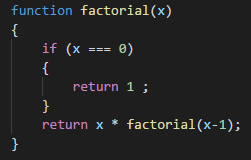 function factorial(x)
{
    if (x === 0)
    {
        return 1 ;
    }
    return x * factorial(x-1);
}